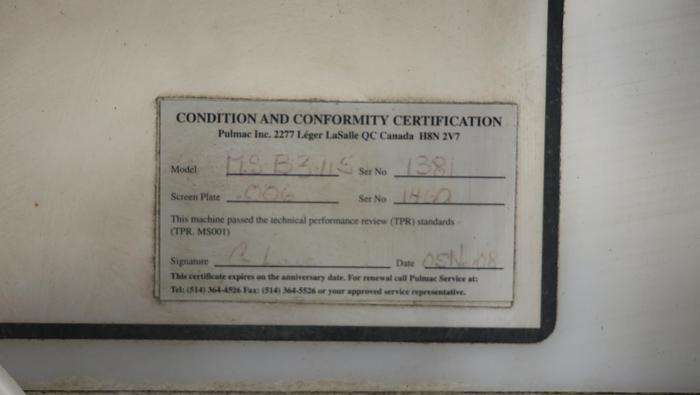 CONDITION AND CONFORMITY CERTIFICATION
Pulmac Inc. 2277 Léger LaSalle QC Canada H8N 2V7
Model M.S-B3-115 Ser No 1381
Screen Plate .006 Ser No
This machine passed the technical performance review (TPR) standards
(TPR. MS001)
Signature Date
This certificate expires on the anniversary date. For renewal call Pulmac Service at:
Tel: (514) 364-4526 Fax: (514) 364-5526 or your approved service representative.